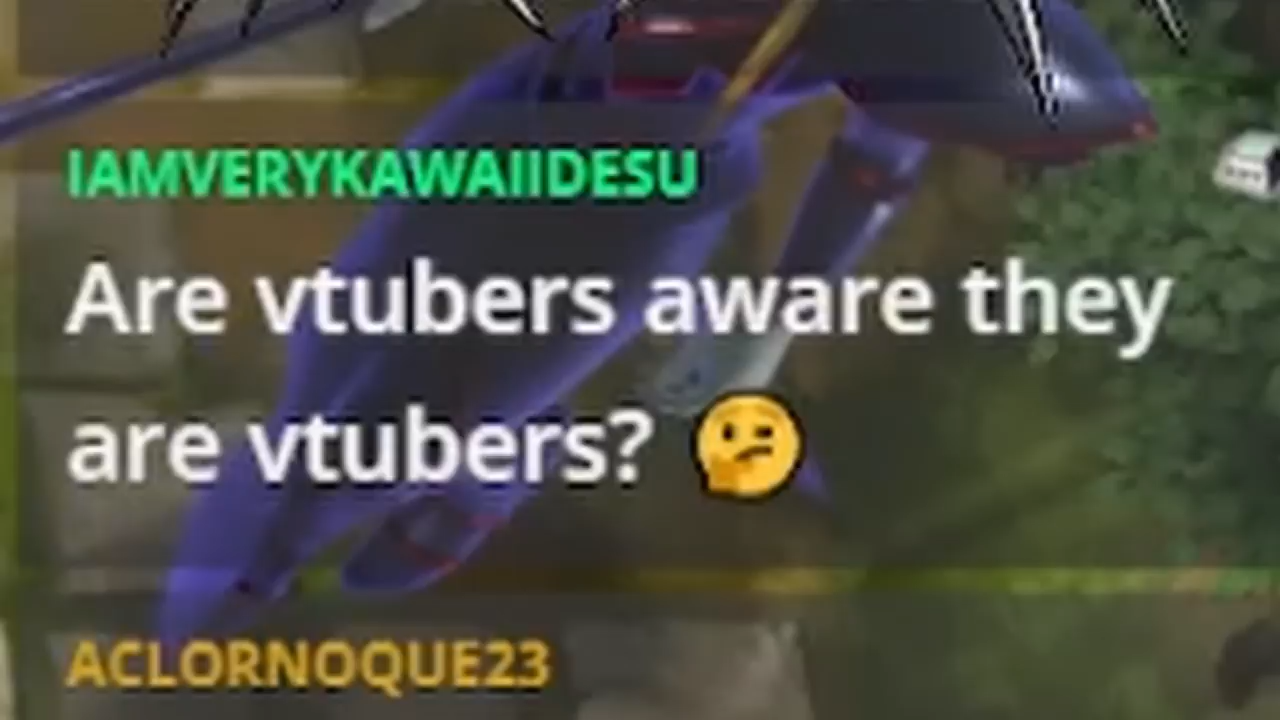 IAMVERYKAWAIIDESU
Are vtubers aware they
are vtubers? 🤔
ACLORNOQUE23